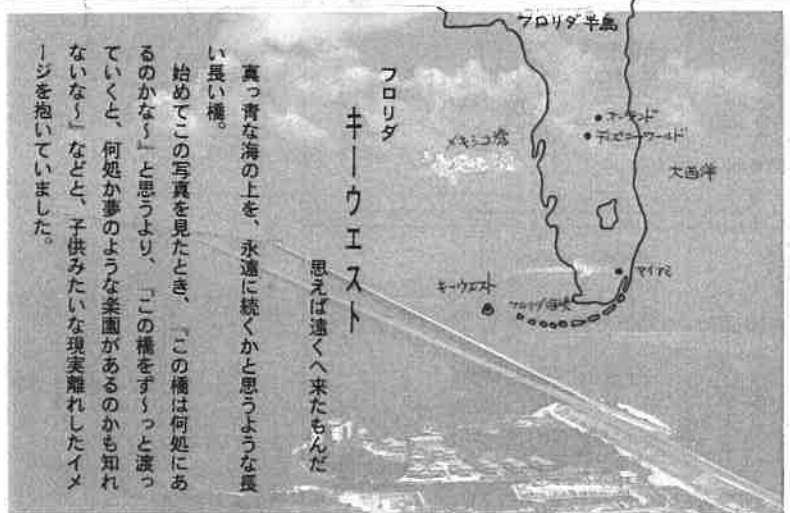 フロリダ
キーウエスト
思えば遠くへ来たもんだ
真っ青な海の上を、永遠に続くかと思うような長
い長い橋。
始めてこの写真を見たとき、『この橋は何処にあ
るのかな〜』と思うより、『この橋をず〜っと渡っ
ていくと、何処か夢のような楽園があるのかも知れ
ないな〜』などと、子供みたいな現実離れしたイメ
ージを抱いていました。
フロリダ半島
オーランド
ディズニーワールド
メキシコ湾
大西洋
マイアミ
キーウエスト
フロリダ海峡